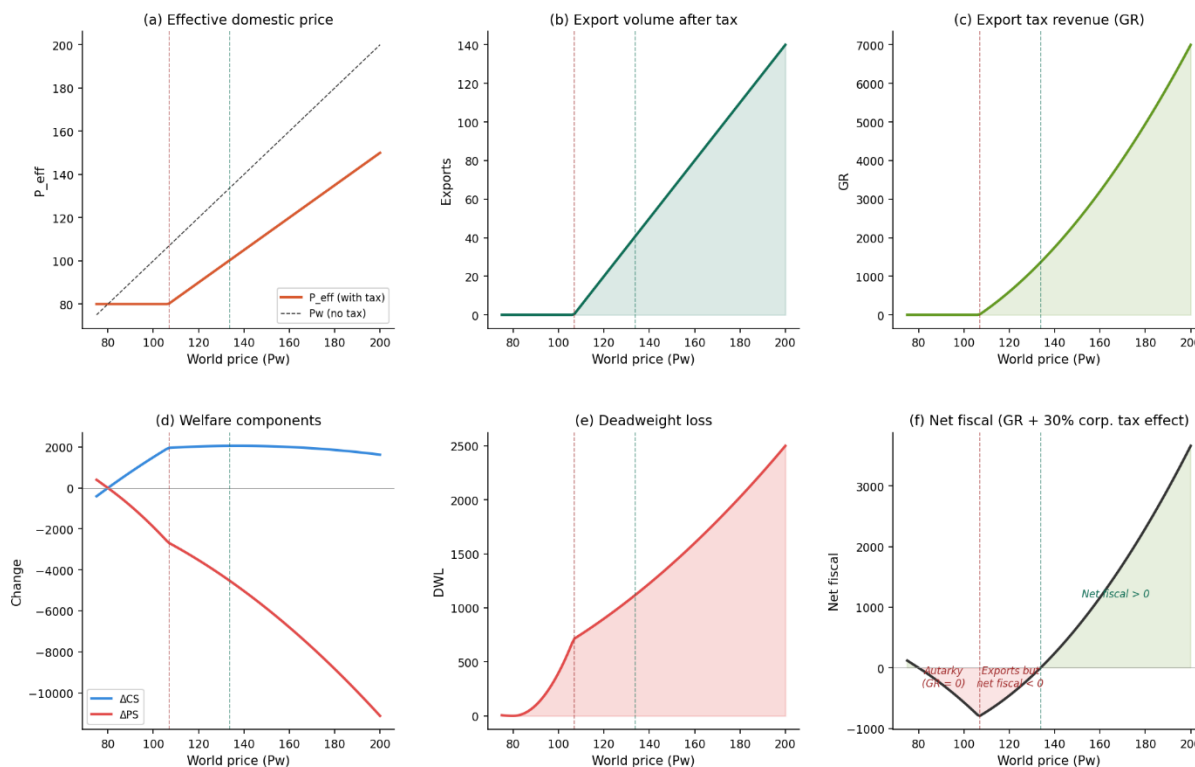 (a) Effective domestic price
200
180
160
140
120
100
80
P_eff
P_eff (with tax)
Pw (no tax)
80 100 120 140 160 180 200
World price (Pw)
(b) Export volume after tax
140
120
100
80
60
40
20
0
Exports
80 100 120 140 160 180 200
World price (Pw)
(c) Export tax revenue (GR)
7000
6000
5000
4000
3000
2000
1000
0
GR
80 100 120 140 160 180 200
World price (Pw)
(d) Welfare components
2000
0
−2000
−4000
−6000
−8000
−10000
Change
ΔCS
ΔPS
80 100 120 140 160 180 200
World price (Pw)
(e) Deadweight loss
2500
2000
1500
1000
500
0
DWL
80 100 120 140 160 180 200
World price (Pw)
(f) Net fiscal (GR + 30% corp. tax effect)
3000
2000
1000
0
−1000
Net fiscal
Net fiscal > 0
Autarky
(GR = 0)
Exports but
net fiscal < 0
80 100 120 140 160 180 200
World price (Pw)